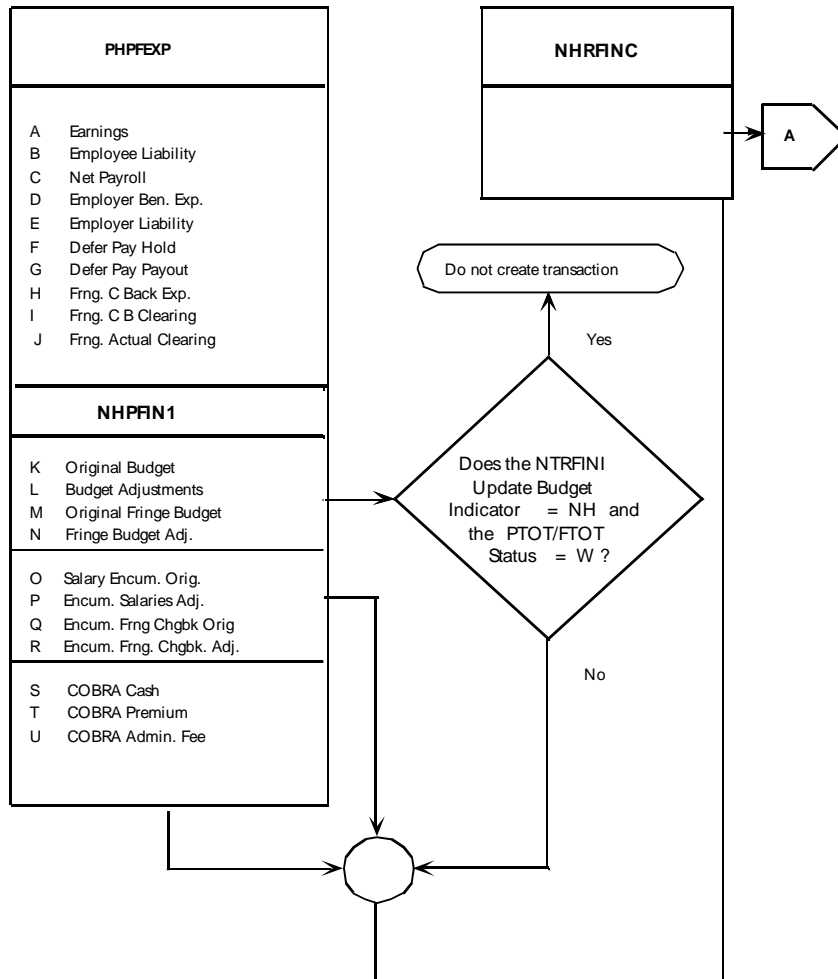 PHPFEXP
A Earnings
B Employee Liability
C Net Payroll
D Employer Ben. Exp.
E Employer Liability
F Defer Pay Hold
G Defer Pay Payout
H Frng. C Back Exp.
I Frng. C B Clearing
J Frng. Actual Clearing
NHPFIN1
K Original Budget
L Budget Adjustments
M Original Fringe Budget
N Fringe Budget Adj.
O Salary Encum. Orig.
P Encum. Salaries Adj.
Q Encum. Frng Chgbk Orig
R Encum. Frng. Chgbk. Adj.
S COBRA Cash
T COBRA Premium
U COBRA Admin. Fee
NHRFINC
A
Do not create transaction
Yes
Does the NTRFINI
Update Budget
Indicator = NH and
the PTOT/FTOT
Status = W ?
No